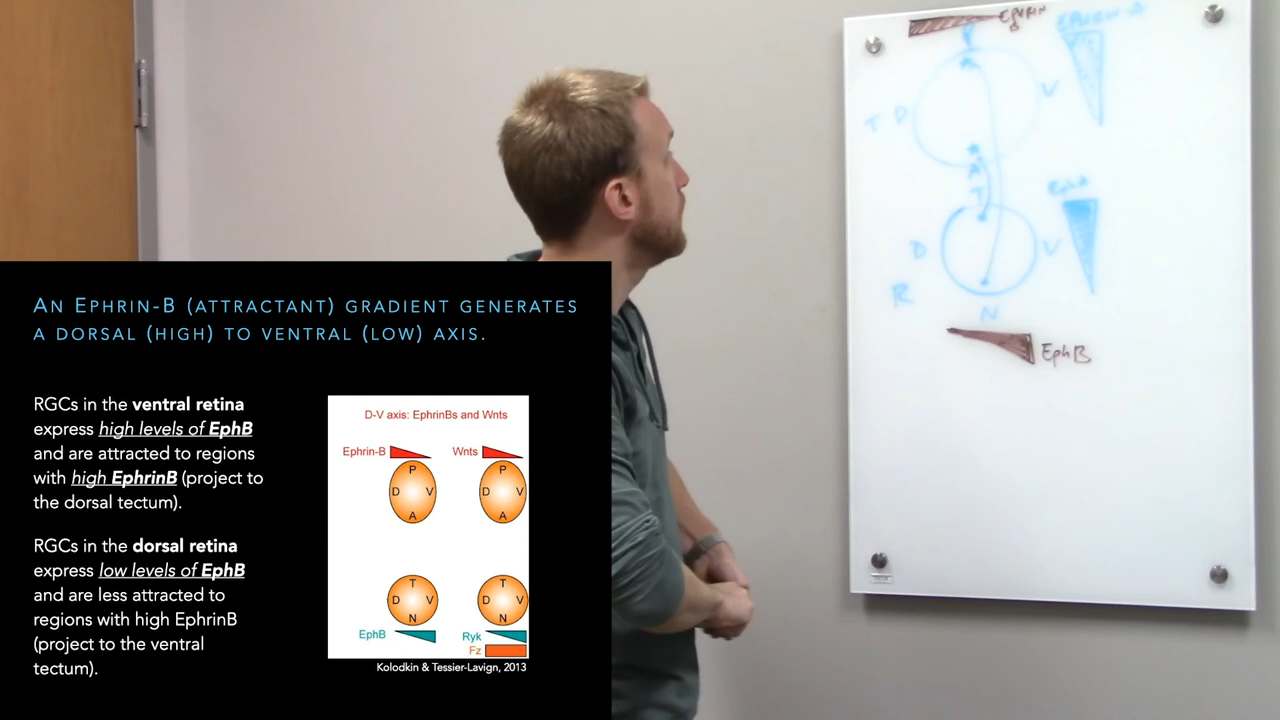 AN EPHRIN-B (ATTRACTANT) GRADIENT GENERATES
A DORSAL (HIGH) TO VENTRAL (LOW) AXIS.
RGCs in the ventral retina
express high levels of EphB
and are attracted to regions
with high EphrinB (project to
the dorsal tectum).
RGCs in the dorsal retina
express low levels of EphB
and are less attracted to
regions with high EphrinB
(project to the ventral
tectum).
D-V axis: EphrinBs and Wnts
Ephrin-B
Wnts
P
P
D V
D V
A
A
T
T
D V
D V
N
N
EphB
Ryk
Fz
Kolodkin & Tessier-Lavign, 2013
EPHRIN
B
EPHRIN-A
P
V
T D
A
T
EphA
D V
R
N
EphB